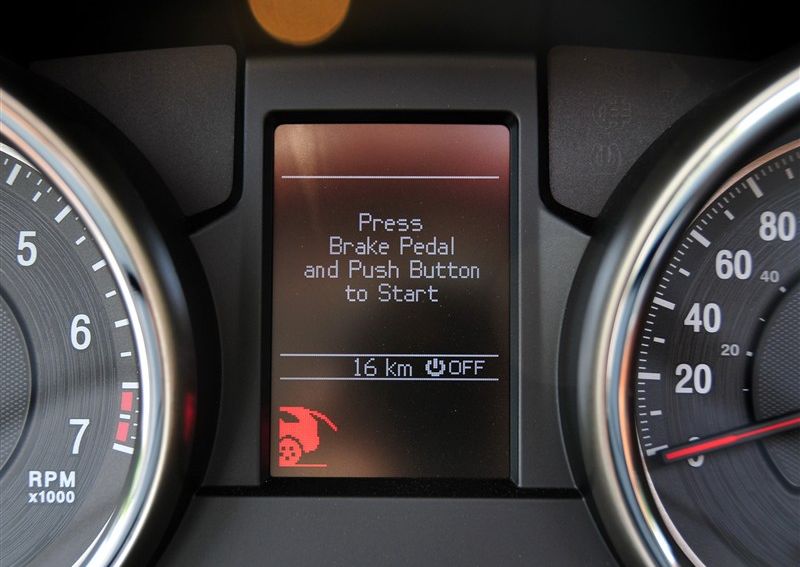 Press
Brake Pedal
and Push Button
to Start
16 km OFF
5
6
7
RPM
x1000
80
60
40
40
20
20
0